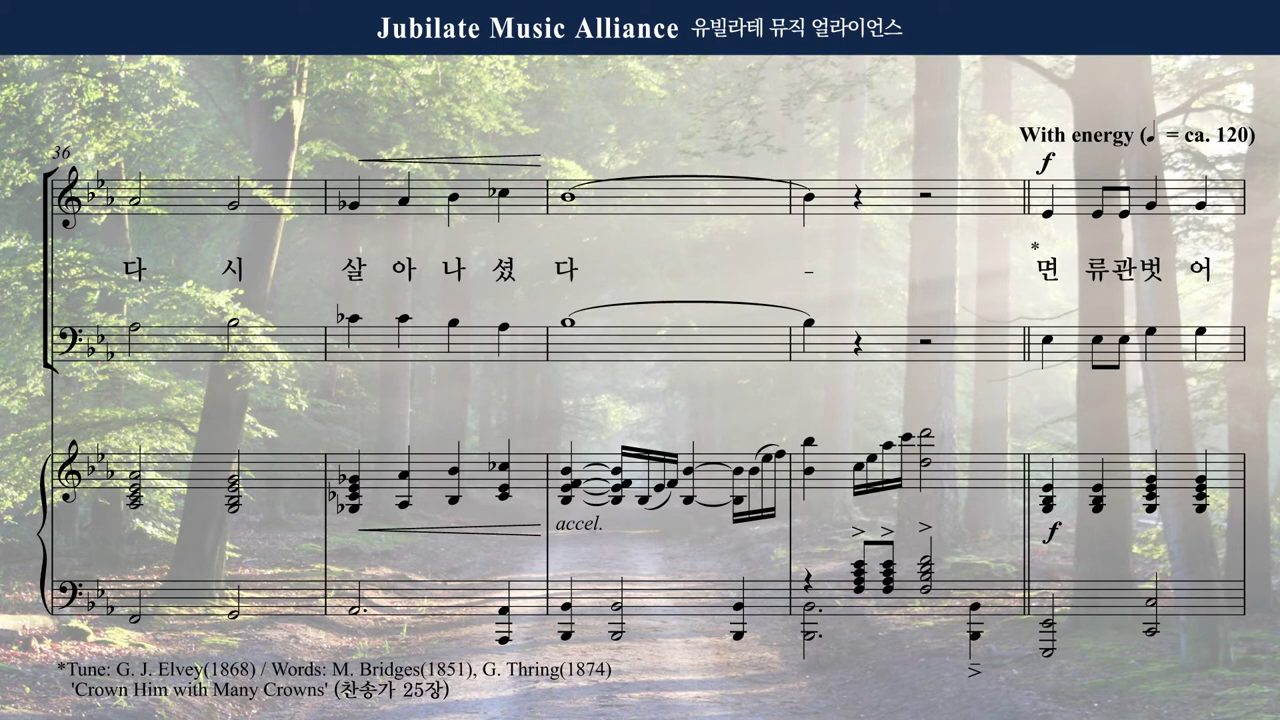 Jubilate Music Alliance 유빌라테 뮤직 얼라이언스
With energy (♩ = ca. 120)
36
f
다 시 살 아 나 셨 다 -
*
면 류 관 벗 어
accel.
f
*Tune: G. J. Elvey(1868) / Words: M. Bridges(1851), G. Thring(1874)
'Crown Him with Many Crowns' (찬송가 25장)